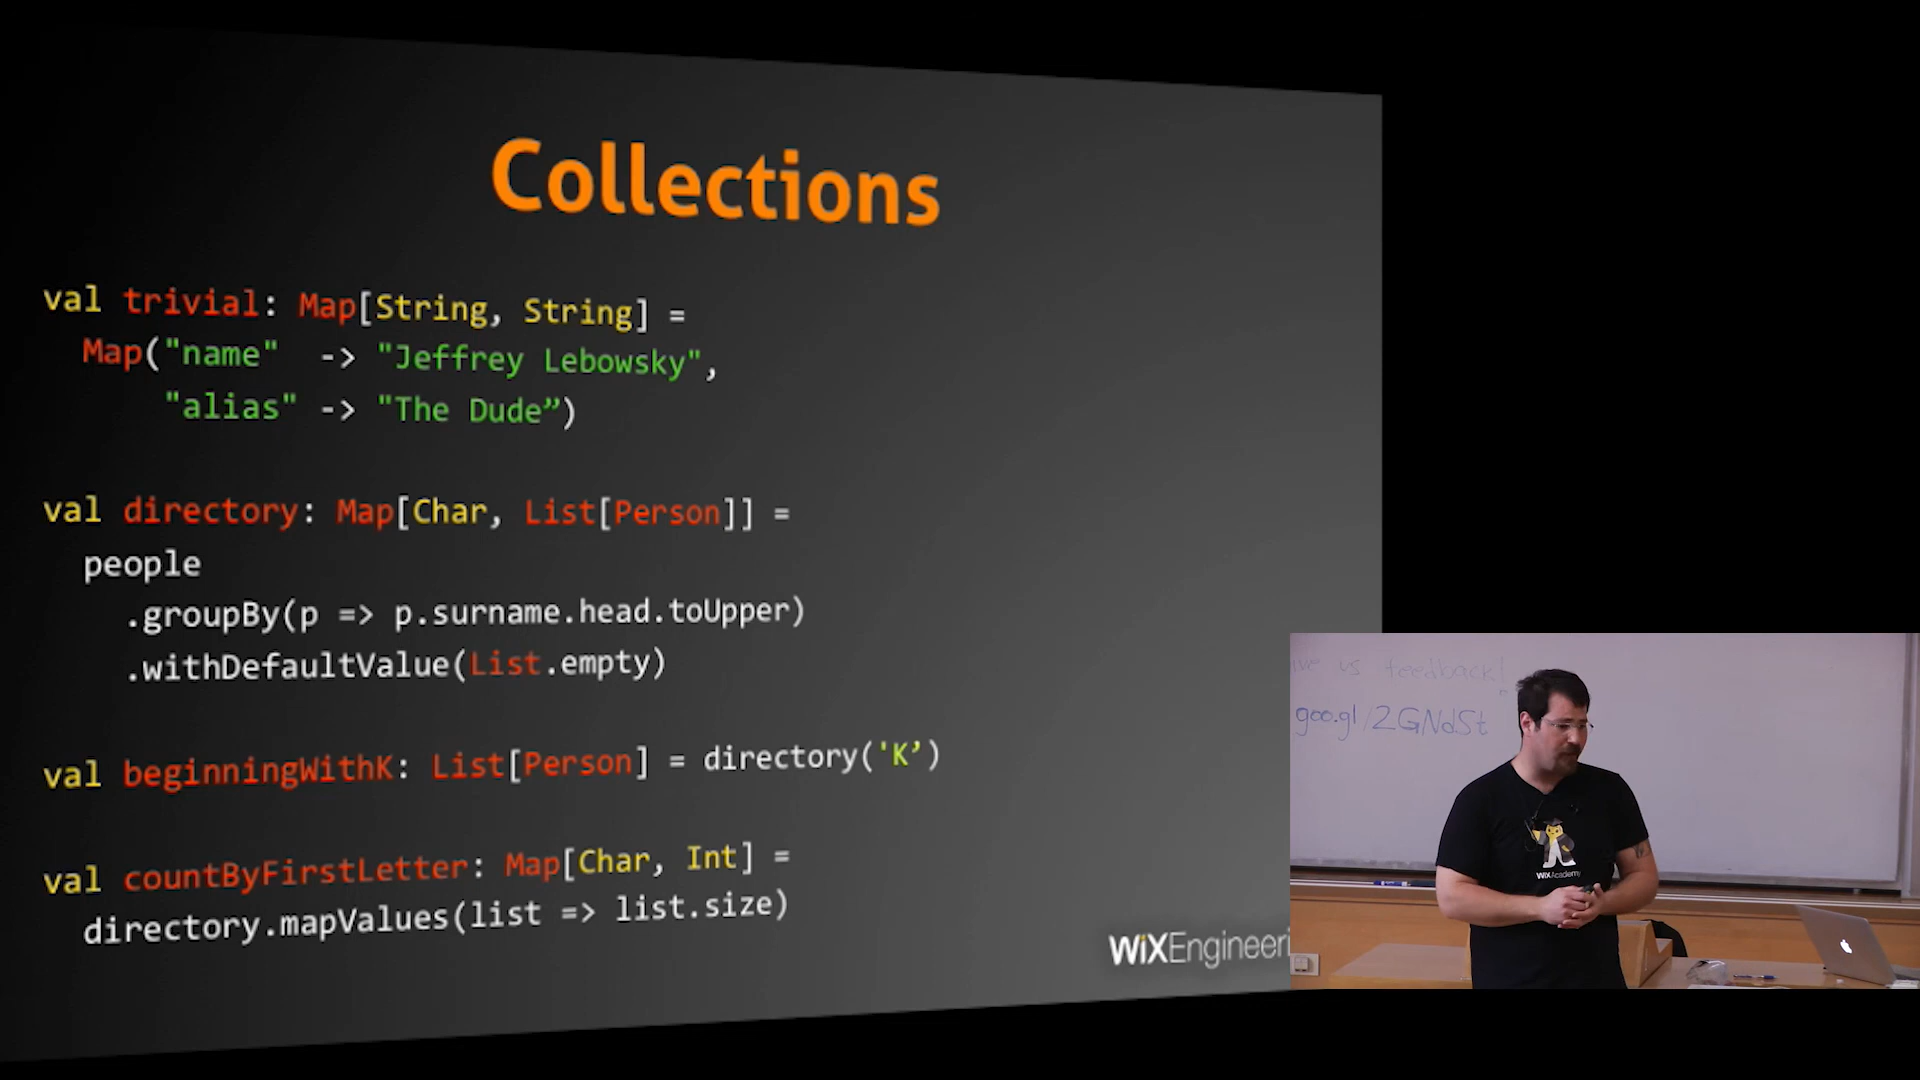 Collections
val trivial: Map[String, String] =
Map("name" -> "Jeffrey Lebowsky",
"alias" -> "The Dude”)
val directory: Map[Char, List[Person]] =
people
.groupBy(p => p.surname.head.toUpper)
.withDefaultValue(List.empty)
val beginningWithK: List[Person] = directory('K’)
val countByFirstLetter: Map[Char, Int] =
directory.mapValues(list => list.size)
WiXEngineeri
us feedback!
goo.gl/2GNdSt
WiXAcademy